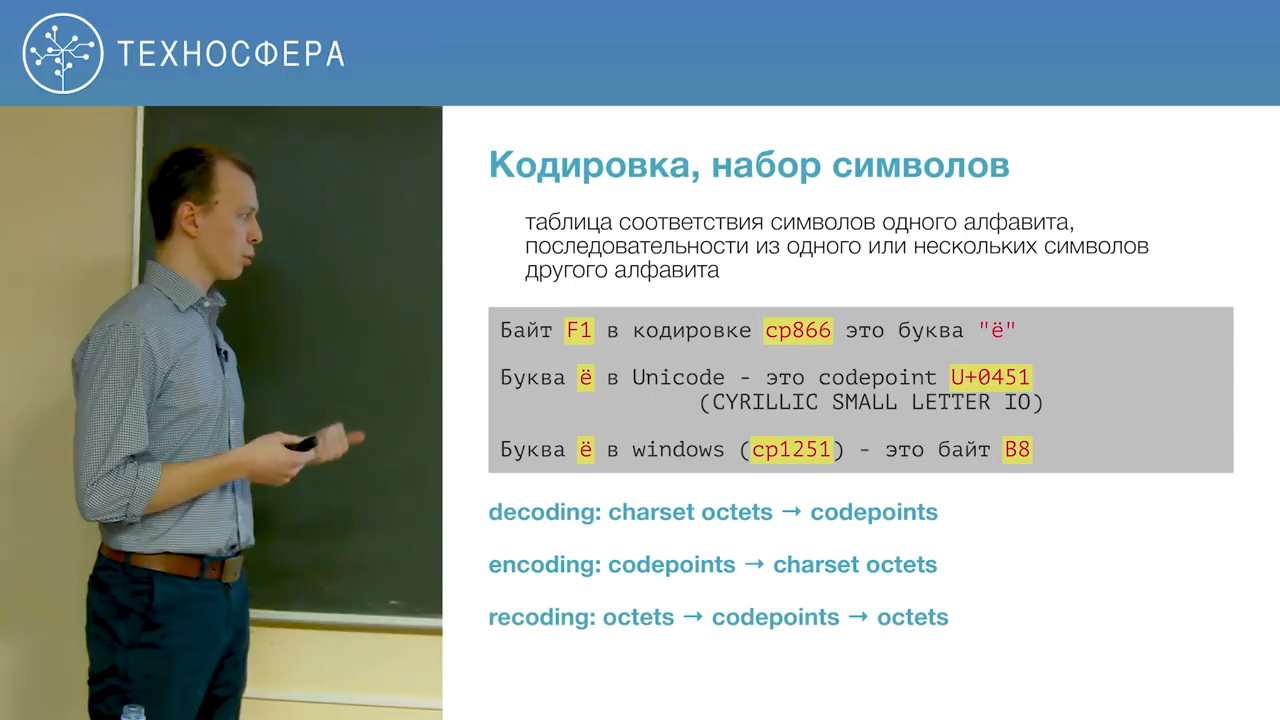 ТЕХНОСФЕРА
Кодировка, набор символов
таблица соответствия символов одного алфавита,
последовательности из одного или нескольких символов
другого алфавита
Байт F1 в кодировке cp866 это буква "ё"
Буква ё в Unicode - это codepoint U+0451
(CYRILLIC SMALL LETTER IO)
Буква ё в windows (cp1251) - это байт B8
decoding: charset octets → codepoints
encoding: codepoints → charset octets
recoding: octets → codepoints → octets